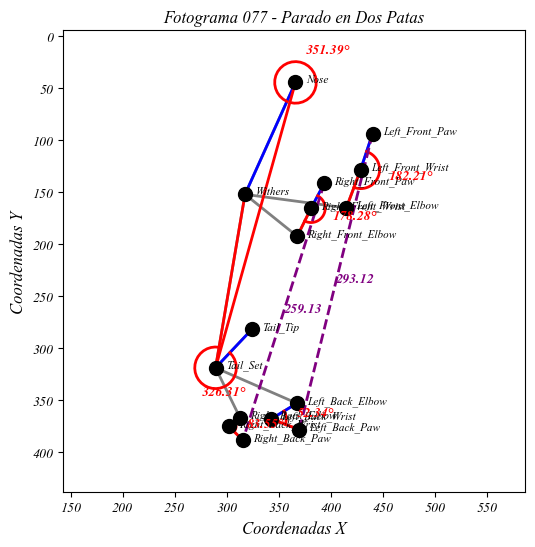 Fotograma 077 - Parado en Dos Patas
351.39°
Nose
Left_Front_Paw
Left_Front_Wrist
182.21°
Right_Front_Paw
Withers
Left_Front_Elbow
178.28°
Right_Front_Elbow
293.12
259.13
Tail_Tip
Tail_Set
326.31°
Left_Back_Elbow
Left_Back_Paw
Right_Back_Paw
Coordenadas Y
0
50
100
150
200
250
300
350
400
150
200
250
300
350
400
450
500
550
Coordenadas X